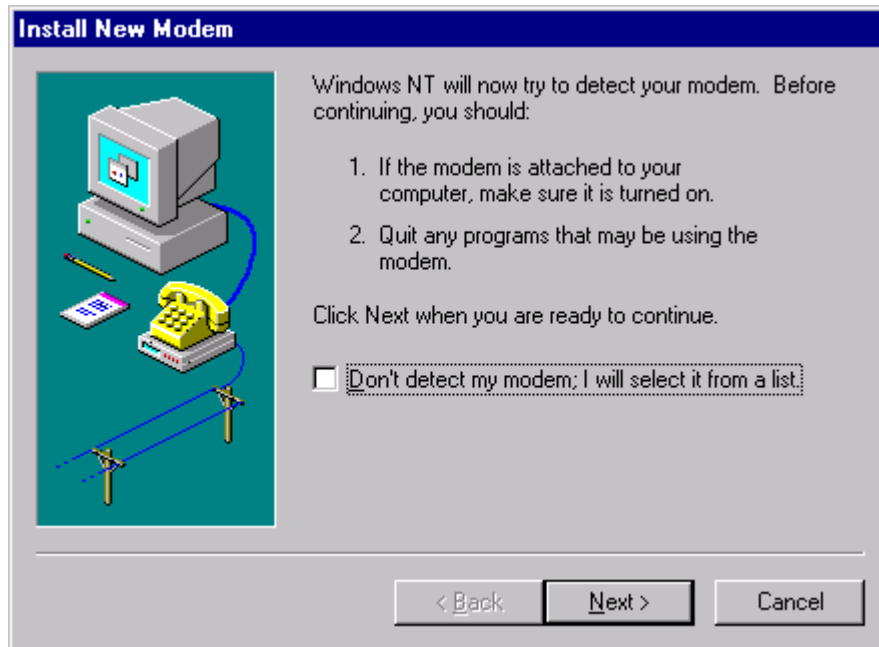 Install New Modem
Windows NT will now try to detect your modem.  Before
continuing, you should:
1. If the modem is attached to your
computer, make sure it is turned on.
2. Quit any programs that may be using the
modem.
Click Next when you are ready to continue.
Don't detect my modem; I will select it from a list.
< Back
Next >
Cancel